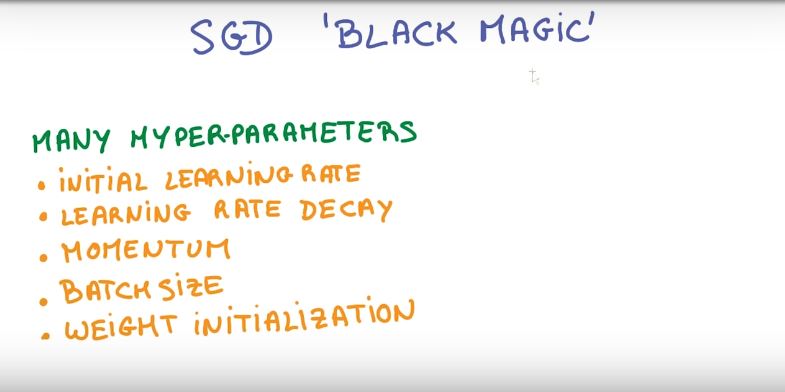 SGD 'BLACK MAGIC'
MANY HYPER-PARAMETERS
• INITIAL LEARNING RATE
• LEARNING RATE DECAY
• MOMENTUM
• BATCH SIZE
• WEIGHT INITIALIZATION